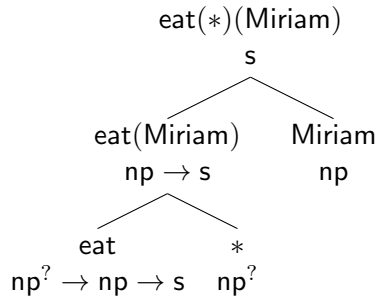 eat(∗)(Miriam)
s
eat(Miriam) Miriam
np → s np
eat ∗
np? → np → s np?